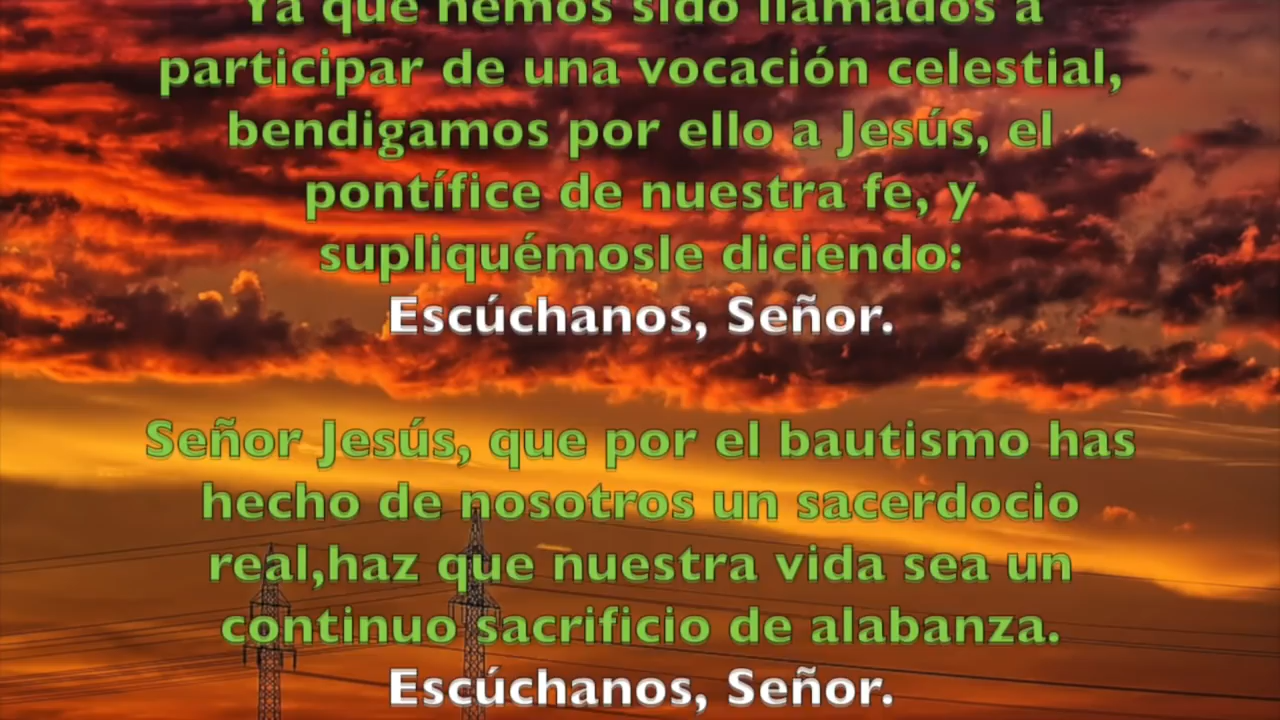 Ya que hemos sido llamados a
participar de una vocación celestial,
bendigamos por ello a Jesús, el
pontífice de nuestra fe, y
supliquémosle diciendo:
Escúchanos, Señor.
Señor Jesús, que por el bautismo has
hecho de nosotros un sacerdocio
real,haz que nuestra vida sea un
continuo sacrificio de alabanza.
Escúchanos, Señor.